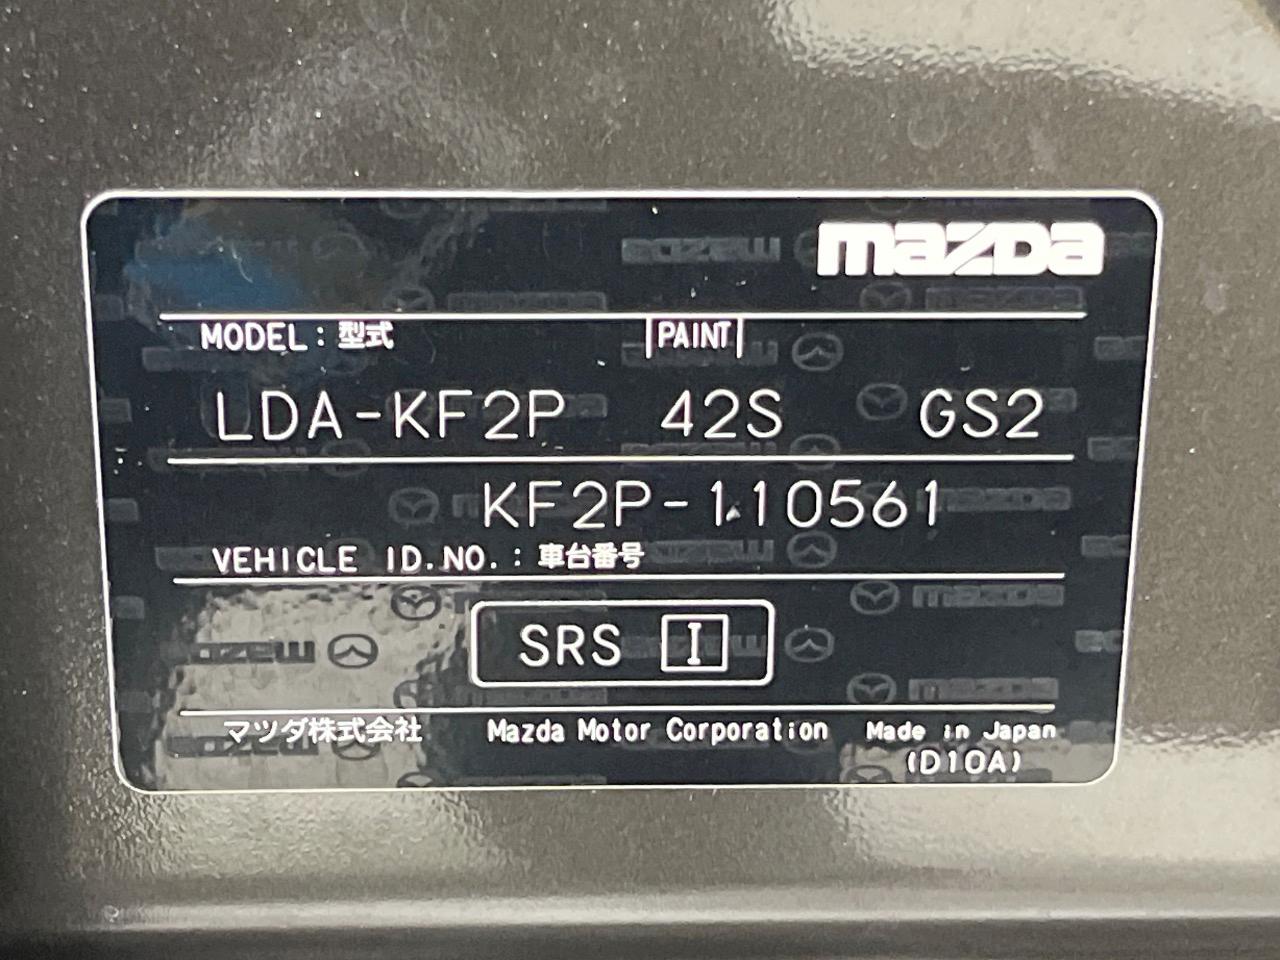 mazda
MODEL : 型式 PAINT
LDA-KF2P 42S GS2
KF2P-110561
VEHICLE ID.NO. : 車台番号
SRS I
マツダ株式会社 Mazda Motor Corporation Made in Japan
(D10A)